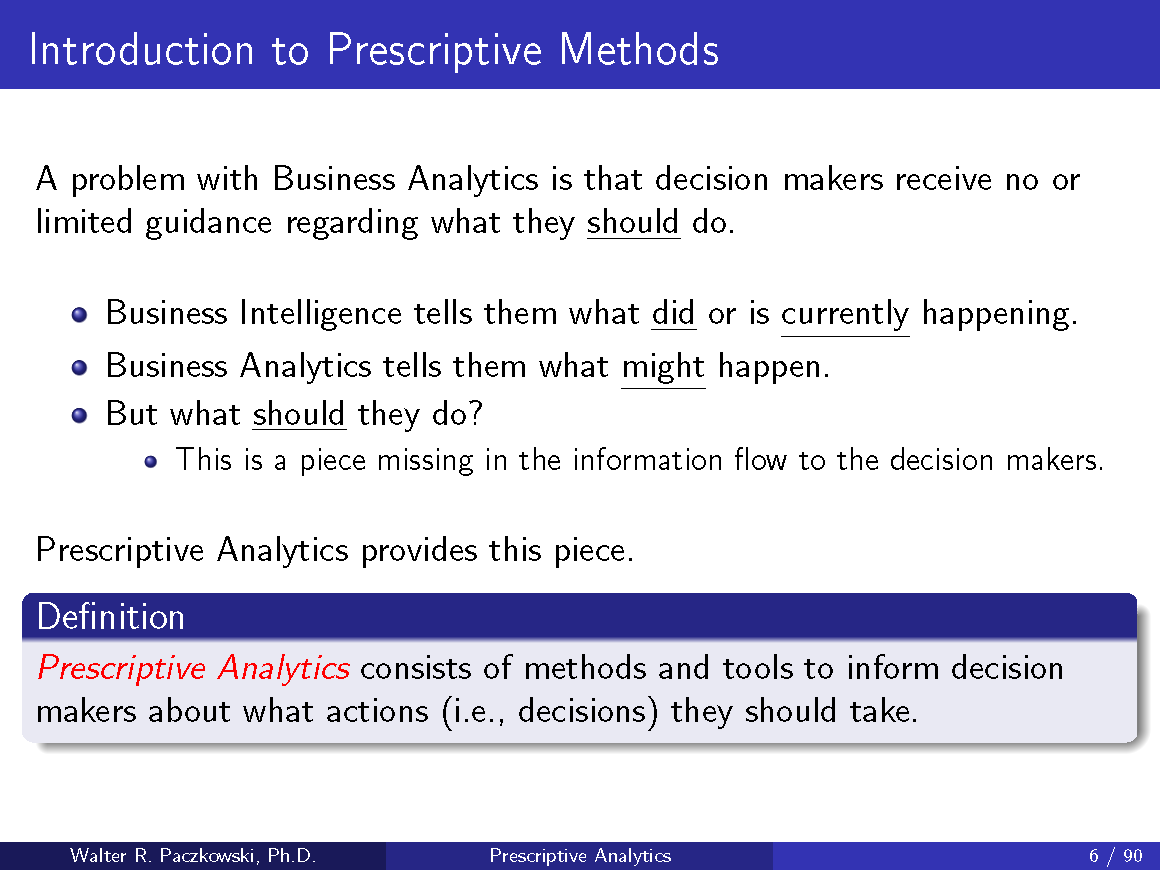 Introduction to Prescriptive Methods
A problem with Business Analytics is that decision makers receive no or
limited guidance regarding what they should do.
Business Intelligence tells them what did or is currently happening.
Business Analytics tells them what might happen.
But what should they do?
This is a piece missing in the information flow to the decision makers.
Prescriptive Analytics provides this piece.
Definition
Prescriptive Analytics consists of methods and tools to inform decision
makers about what actions (i.e., decisions) they should take.
Walter R. Paczkowski, Ph.D. Prescriptive Analytics 6 / 90